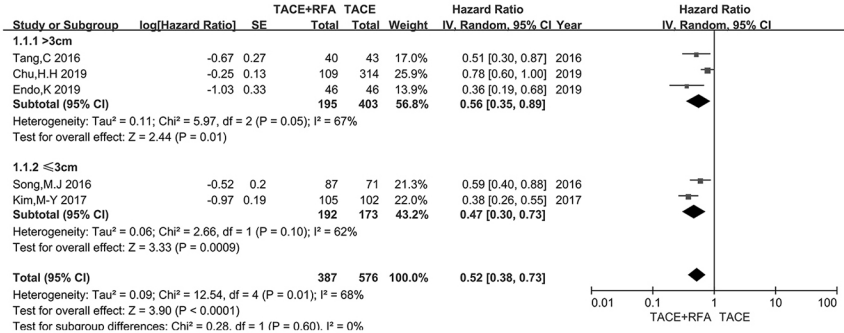 TACE+RFA TACE Hazard Ratio Hazard Ratio
Study or Subgroup log[Hazard Ratio] SE Total Total Weight IV, Random, 95% CI Year IV, Random, 95% CI
1.1.1 >3cm
Tang,C 2016 -0.67 0.27 40 43 17.0% 0.51 [0.30, 0.87] 2016
Chu,H.H 2019 -0.25 0.13 109 314 25.9% 0.78 [0.60, 1.00] 2019
Endo,K 2019 -1.03 0.33 46 46 13.9% 0.36 [0.19, 0.68] 2019
Subtotal (95% CI) 195 403 56.8% 0.56 [0.35, 0.89]
Heterogeneity: Tau² = 0.11; Chi² = 5.97, df = 2 (P = 0.05); I² = 67%
Test for overall effect: Z = 2.44 (P = 0.01)
1.1.2 ≤3cm
Song,M.J 2016 -0.52 0.2 87 71 21.3% 0.59 [0.40, 0.88] 2016
Kim,M-Y 2017 -0.97 0.19 105 102 22.0% 0.38 [0.26, 0.55] 2017
Subtotal (95% CI) 192 173 43.2% 0.47 [0.30, 0.73]
Heterogeneity: Tau² = 0.06; Chi² = 2.66, df = 1 (P = 0.10); I² = 62%
Test for overall effect: Z = 3.33 (P = 0.0009)
Total (95% CI) 387 576 100.0% 0.52 [0.38, 0.73]
Heterogeneity: Tau² = 0.09; Chi² = 12.54, df = 4 (P = 0.01); I² = 68%
Test for overall effect: Z = 3.90 (P < 0.0001)
Test for subgroup differences: Chi² = 0.28, df = 1 (P = 0.60), I² = 0%
0.01 0.1 1 10 100
TACE+RFA TACE